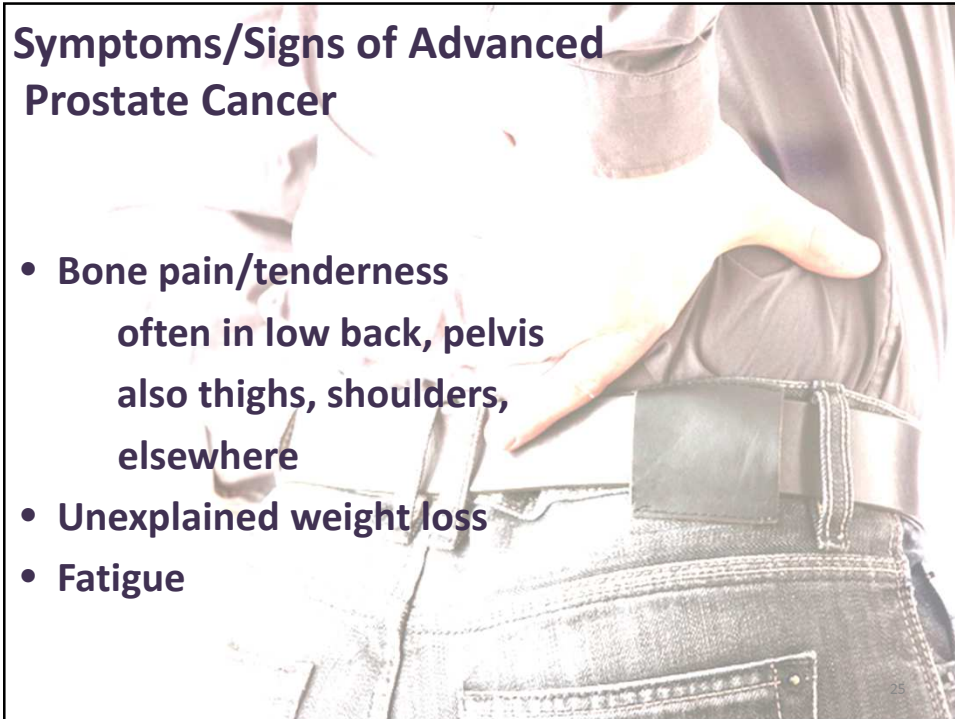 Symptoms/Signs of Advanced
Prostate Cancer
• Bone pain/tenderness
often in low back, pelvis
also thighs, shoulders,
elsewhere
• Unexplained weight loss
• Fatigue
25